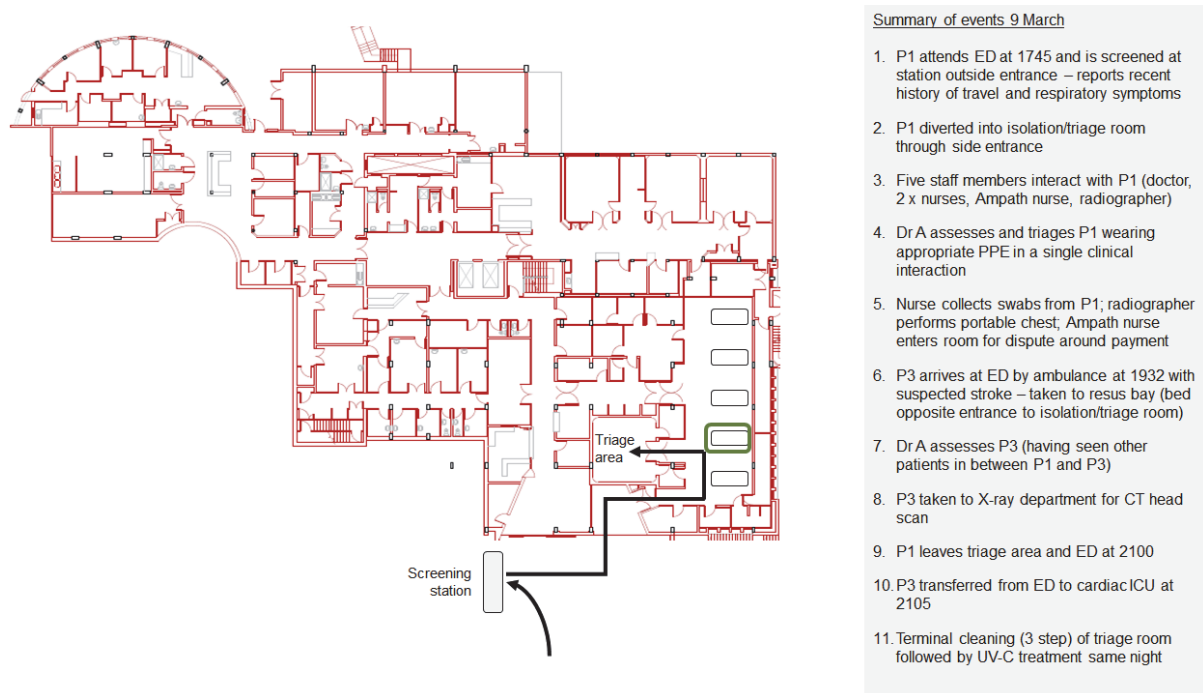 Summary of events 9 March
1. P1 attends ED at 1745 and is screened at
station outside entrance – reports recent
history of travel and respiratory symptoms
2. P1 diverted into isolation/triage room
through side entrance
3. Five staff members interact with P1 (doctor,
2 x nurses, Ampath nurse, radiographer)
4. Dr A assesses and triages P1 wearing
appropriate PPE in a single clinical
interaction
5. Nurse collects swabs from P1; radiographer
performs portable chest; Ampath nurse
enters room for dispute around payment
6. P3 arrives at ED by ambulance at 1932 with
suspected stroke – taken to resus bay (bed
opposite entrance to isolation/triage room)
7. Dr A assesses P3 (having seen other
patients in between P1 and P3)
8. P3 taken to X-ray department for CT head
scan
9. P1 leaves triage area and ED at 2100
10. P3 transferred from ED to cardiac ICU at
2105
11. Terminal cleaning (3 step) of triage room
followed by UV-C treatment same night
Triage
area
Screening
station